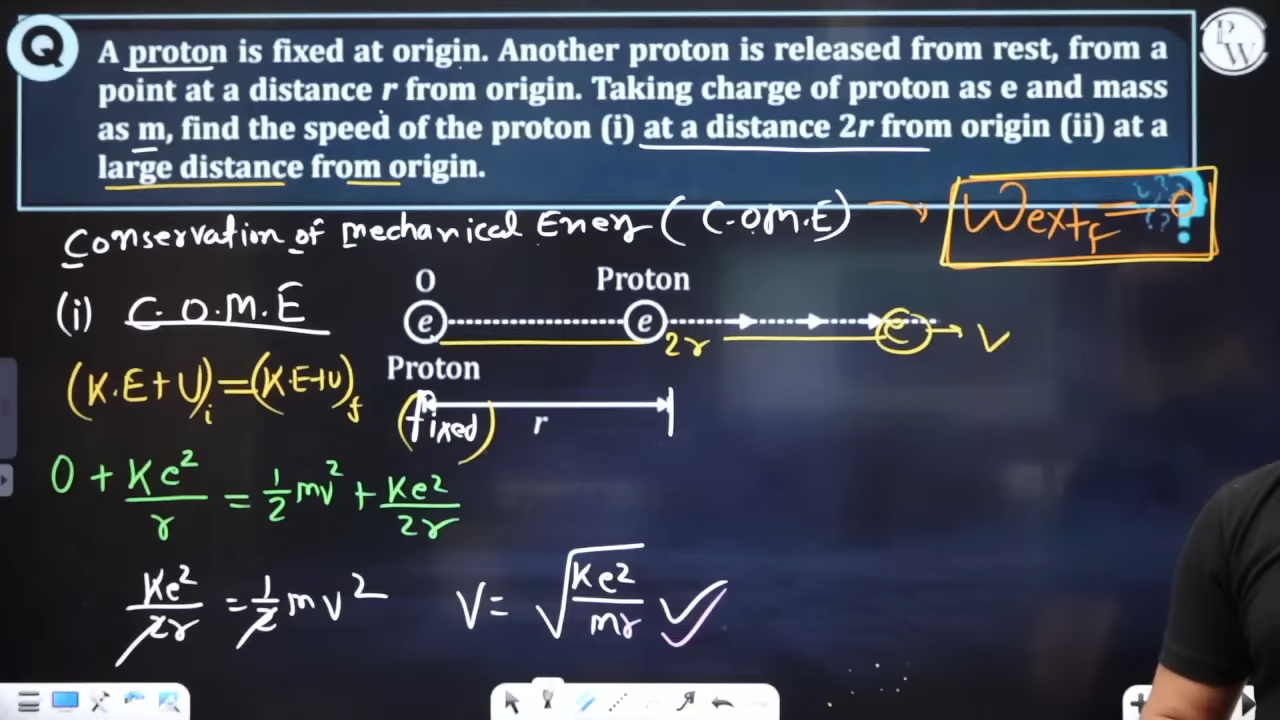 Q
A proton is fixed at origin. Another proton is released from rest, from a
point at a distance r from origin. Taking charge of proton as e and mass
as m, find the speed of the proton (i) at a distance 2r from origin (ii) at a
large distance from origin.
PW
Conservation of mechanical Energy ( C.O.M.E) → Wext_f = 0
(i) C.O.M.E
O Proton
e e 2r e → V
(K.E+U)i = (K.E+U)f
Proton
(fixed) r
0 + Ke²/r = 1/2 mv² + Ke²/2r
Ke²/2r = 1/2 mv² V = √(Ke²/mr)